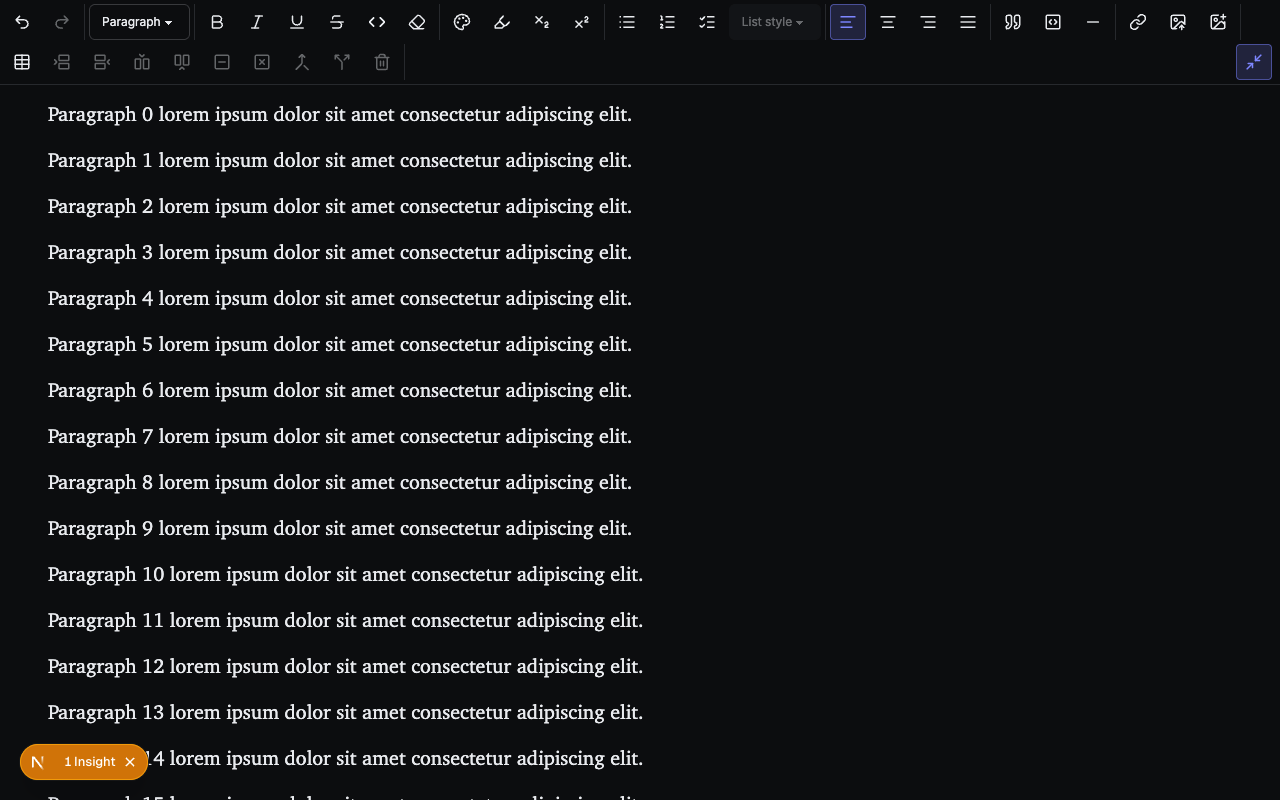 Paragraph
List style
Paragraph 0 lorem ipsum dolor sit amet consectetur adipiscing elit.
Paragraph 1 lorem ipsum dolor sit amet consectetur adipiscing elit.
Paragraph 2 lorem ipsum dolor sit amet consectetur adipiscing elit.
Paragraph 3 lorem ipsum dolor sit amet consectetur adipiscing elit.
Paragraph 4 lorem ipsum dolor sit amet consectetur adipiscing elit.
Paragraph 5 lorem ipsum dolor sit amet consectetur adipiscing elit.
Paragraph 6 lorem ipsum dolor sit amet consectetur adipiscing elit.
Paragraph 7 lorem ipsum dolor sit amet consectetur adipiscing elit.
Paragraph 8 lorem ipsum dolor sit amet consectetur adipiscing elit.
Paragraph 9 lorem ipsum dolor sit amet consectetur adipiscing elit.
Paragraph 10 lorem ipsum dolor sit amet consectetur adipiscing elit.
Paragraph 11 lorem ipsum dolor sit amet consectetur adipiscing elit.
Paragraph 12 lorem ipsum dolor sit amet consectetur adipiscing elit.
Paragraph 13 lorem ipsum dolor sit amet consectetur adipiscing elit.
14 lorem ipsum dolor sit amet consectetur adipiscing elit.
1 Insight